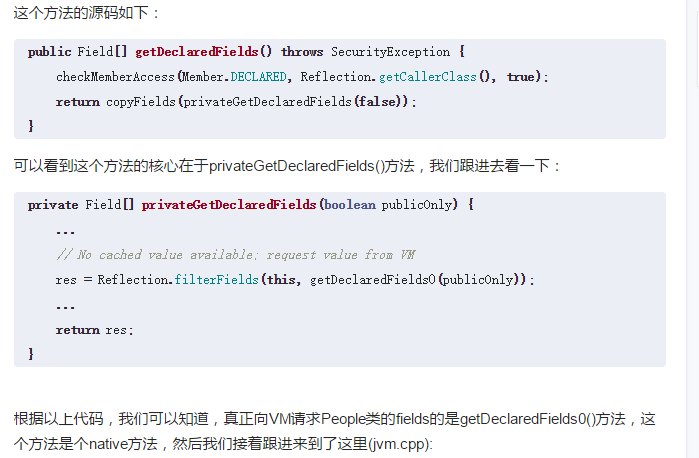 这个方法的源码如下：
public Field[] getDeclaredFields() throws SecurityException {
checkMemberAccess(Member.DECLARED, Reflection.getCallerClass(), true);
return copyFields(privateGetDeclaredFields(false));
}
可以看到这个方法的核心在于privateGetDeclaredFields()方法，我们跟进去看一下：
private Field[] privateGetDeclaredFields(boolean publicOnly) {
...
// No cached value available; request value from VM
res = Reflection.filterFields(this, getDeclaredFields0(publicOnly));
...
return res;
}
根据以上代码，我们可以知道，真正向VM请求People类的fields的是getDeclaredFields0()方法，这
个方法是个native方法，然后我们接着跟进来到了这里(jvm.cpp):